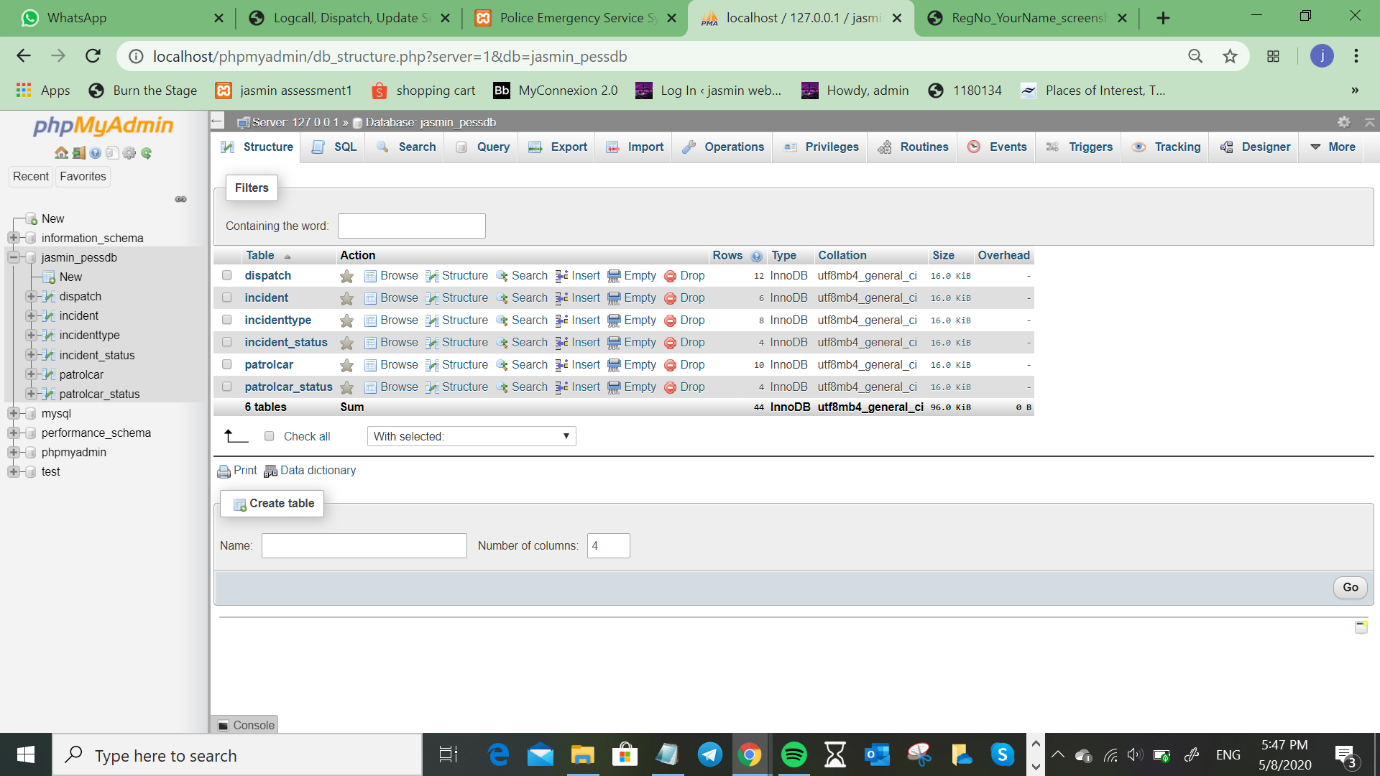 WhatsApp
Logcall, Dispatch, Update S
Police Emergency Service Sy
localhost / 127.0.0.1 / jasmi
RegNo_YourName_screensh
localhost/phpmyadmin/db_structure.php?server=1&db=jasmin_pessdb
j
Apps
Burn the Stage
jasmin assessment1
shopping cart
Bb
MyConnexion 2.0
Log In ‹ jasmin web...
Howdy, admin
1180134
Places of Interest, T...
»
phpMyAdmin
Recent
Favorites
New
information_schema
jasmin_pessdb
New
dispatch
incident
incidenttype
incident_status
patrolcar
patrolcar_status
mysql
performance_schema
phpmyadmin
test
Server: 127.0.0.1 » Database: jasmin_pessdb
Structure SQL Search Query Export Import Operations Privileges Routines Events Triggers Tracking Designer More
Filters
Containing the word:
Table Action Rows Type Collation Size Overhead
dispatch Browse Structure Search Insert Empty Drop 12 InnoDB utf8mb4_general_ci 16.0 KiB -
incident Browse Structure Search Insert Empty Drop 6 InnoDB utf8mb4_general_ci 16.0 KiB -
incidenttype Browse Structure Search Insert Empty Drop 8 InnoDB utf8mb4_general_ci 16.0 KiB -
incident_status Browse Structure Search Insert Empty Drop 4 InnoDB utf8mb4_general_ci 16.0 KiB -
patrolcar Browse Structure Search Insert Empty Drop 10 InnoDB utf8mb4_general_ci 16.0 KiB -
patrolcar_status Browse Structure Search Insert Empty Drop 4 InnoDB utf8mb4_general_ci 16.0 KiB -
6 tables Sum 44 InnoDB utf8mb4_general_ci 96.0 KiB 0 B
Check all With selected:
Print Data dictionary
Create table
Name: Number of columns: 4
Go
Console
Type here to search
ENG
5:47 PM
5/8/2020
3